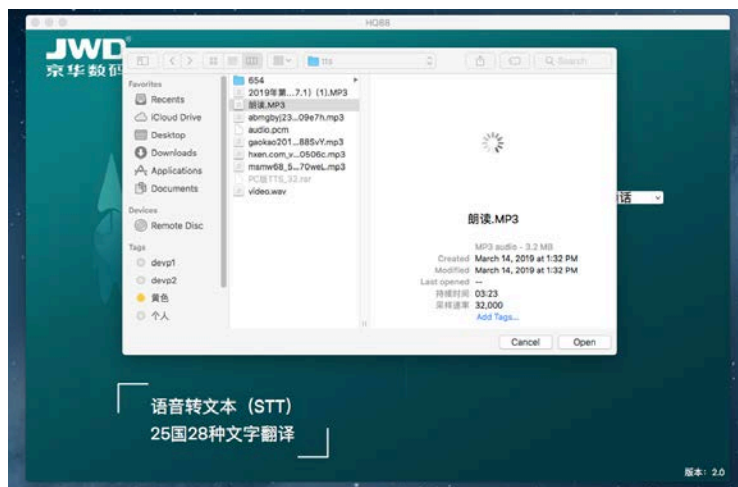 HQ88
JWD
京华数码
tts
Search
Favorites
Recents
iCloud Drive
Desktop
Downloads
Applications
Documents
Devices
Remote Disc
Tags
devp1
devp2
黄色
个人
654
2019年第...7.1) (1).MP3
朗读.MP3
abmgbyj23...09e7h.mp3
audio.pcm
gaokao201...885vY.mp3
hxen.com_v...0506c.mp3
msmw68_5...70weL.mp3
PC版TTS_32.rar
video.wav
朗读.MP3
MP3 audio - 3.2 MB
Created March 14, 2019 at 1:32 PM
Modified March 14, 2019 at 1:32 PM
Last opened --
持续时间 03:23
采样速率 32,000
Add Tags...
话
Cancel
Open
语音转文本（STT）
25国28种文字翻译
版本: 2.0